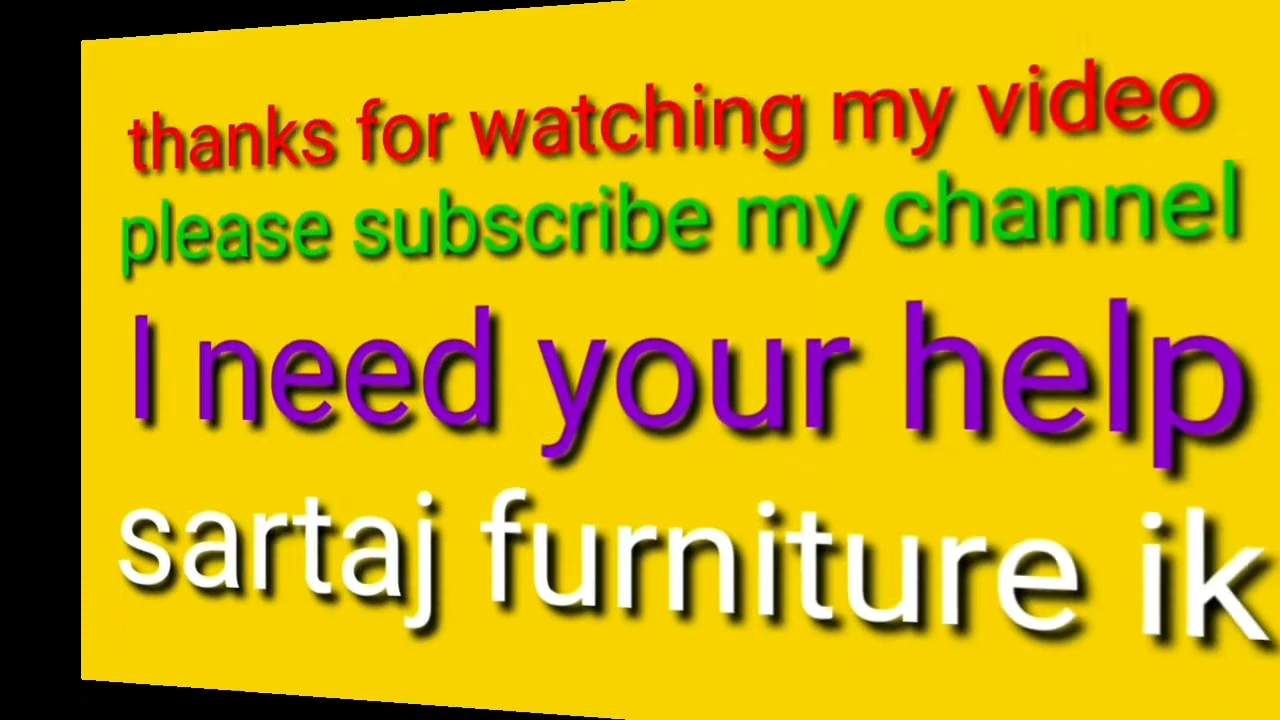 thanks for watching my video
please subscribe my channel
I need your help
sartaj furniture ik